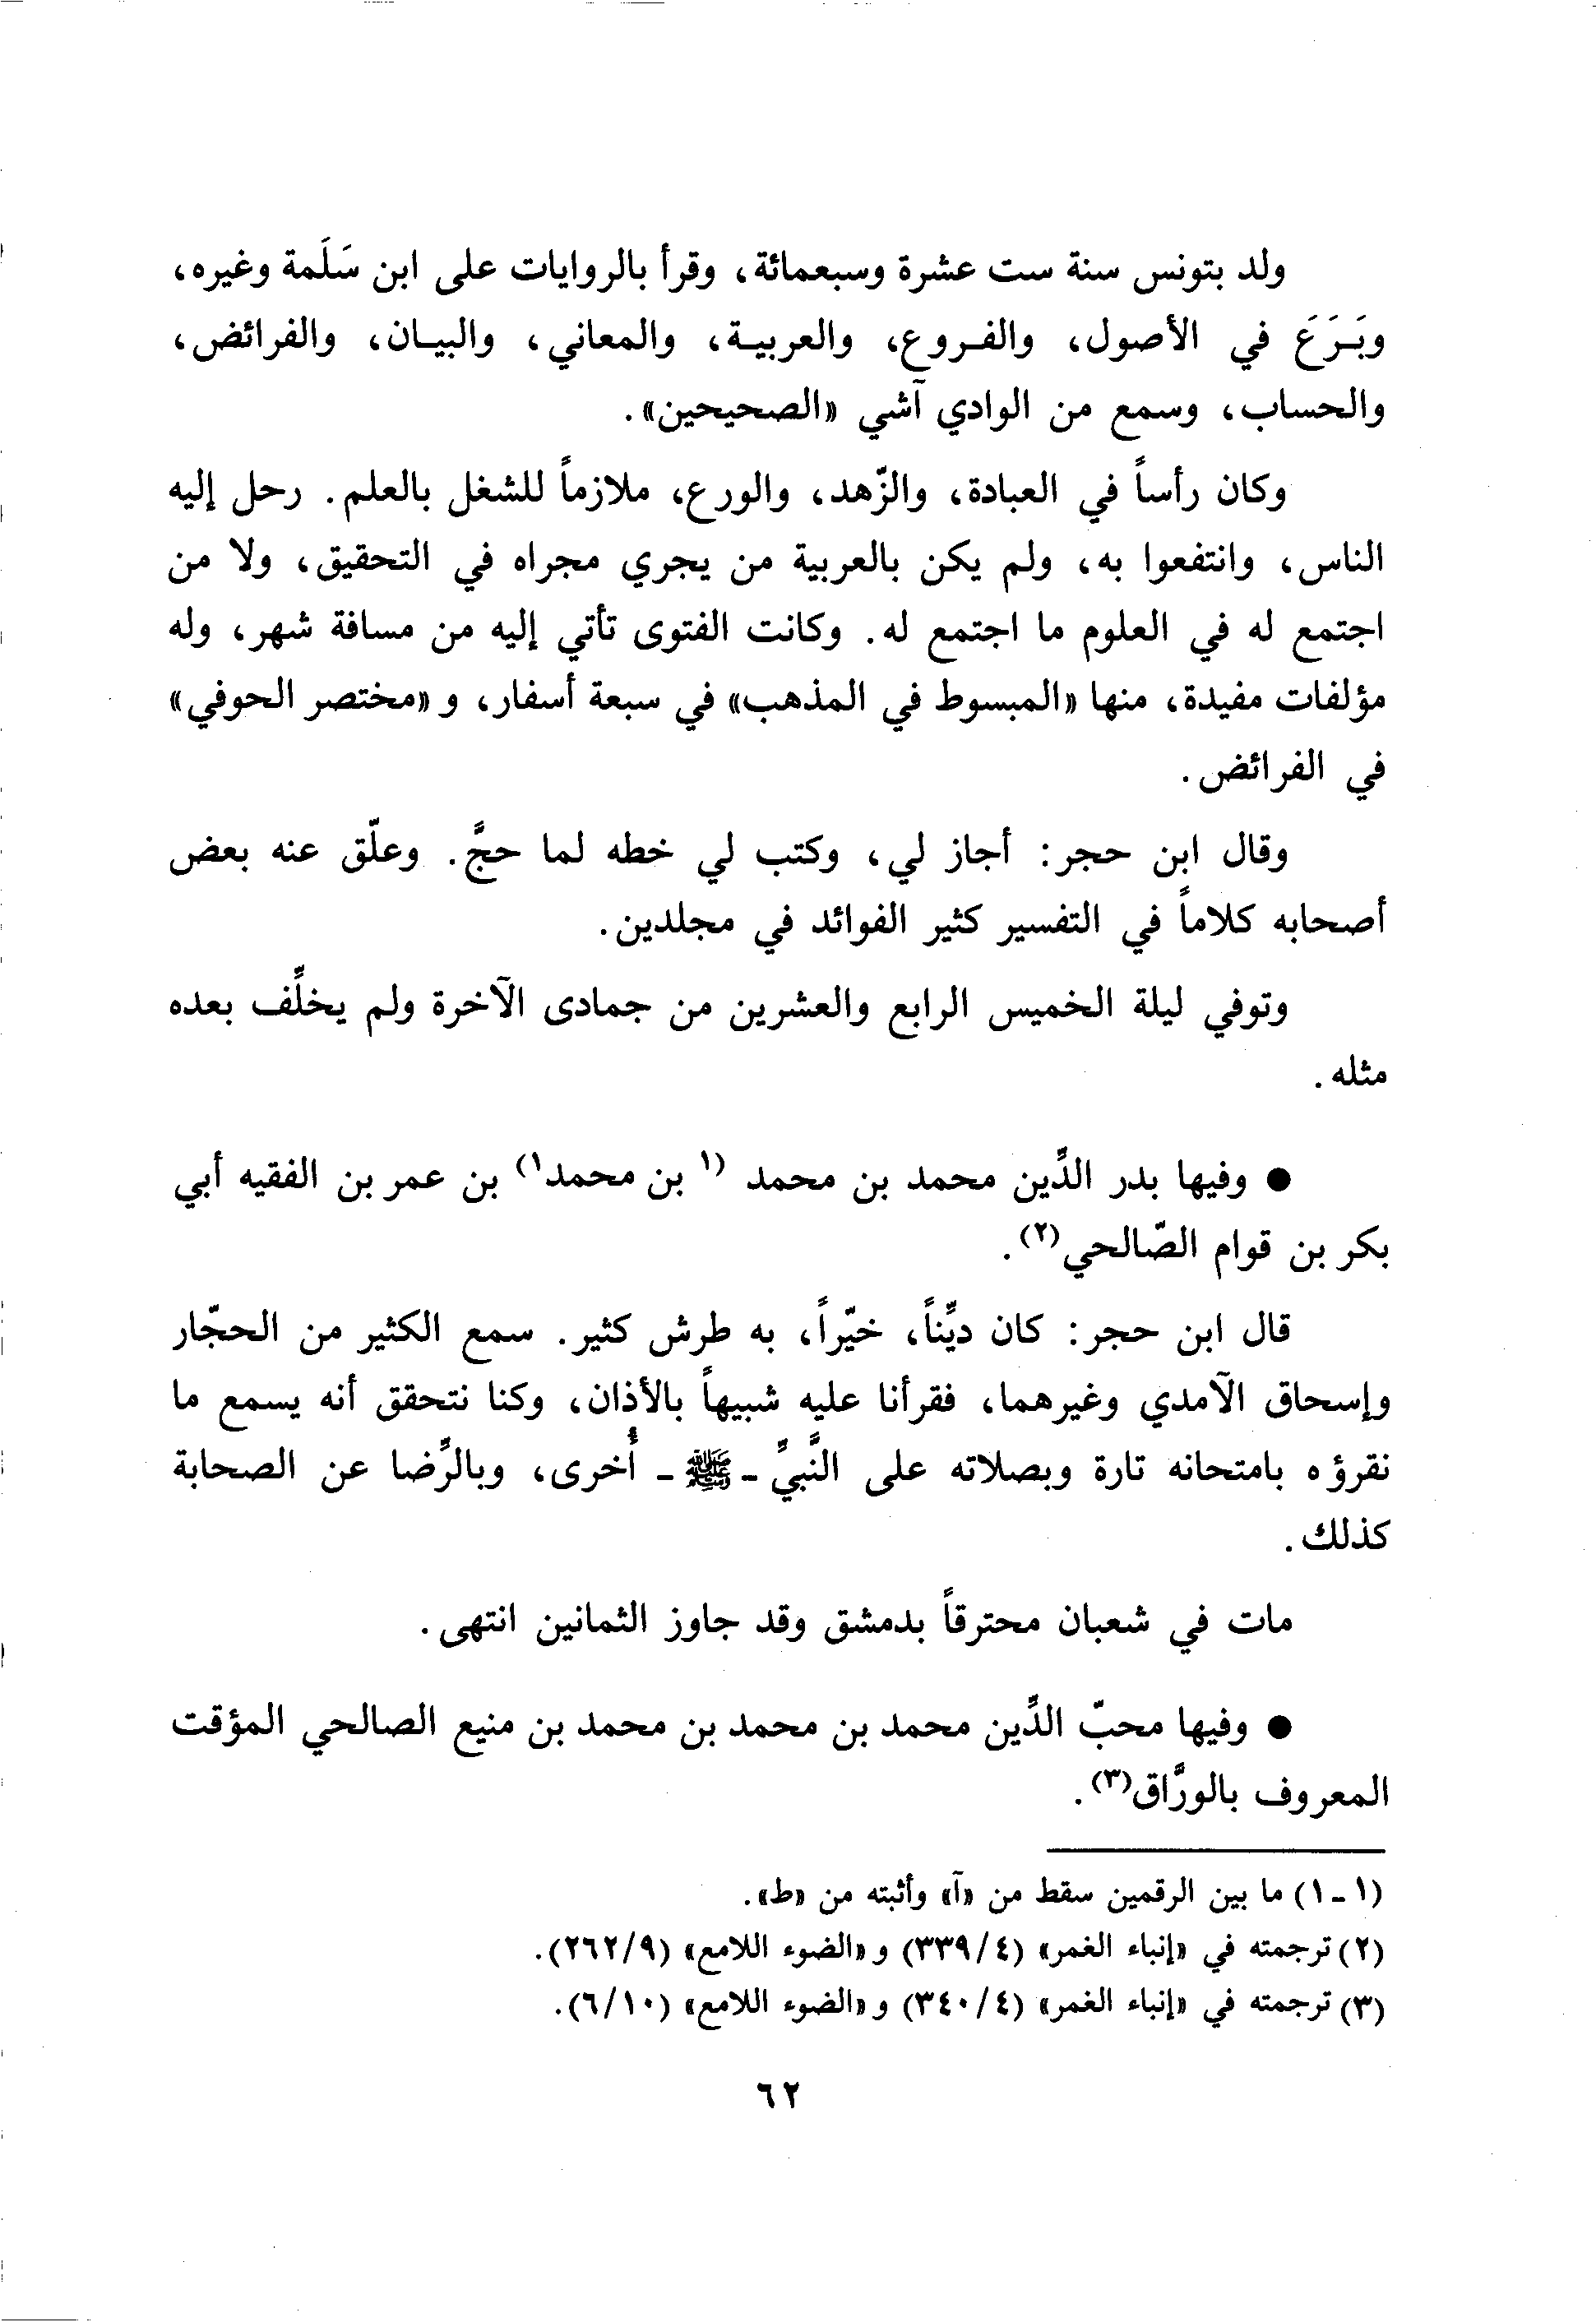 ولد بتونس سنة ست عشرة وسبعمائة، وقرأ بالروايات على ابن سَلَمة وغيره،
وبَـرَعَ في الأصول، والفـروع، والعربيـة، والمعاني، والبيـان، والفرائض،
والحساب، وسمع من الوادي آشي «الصحيحين».
وكان رأساً في العبادة، والزّهد، والورع، ملازماً للشغل بالعلم. رحل إليه
الناس، وانتفعوا به، ولم يكن بالعربية من يجري مجراه في التحقيق، ولا من
اجتمع له في العلوم ما اجتمع له. وكانت الفتوى تأتي إليه من مسافة شهر، وله
مؤلفات مفيدة، منها «المبسوط في المذهب» في سبعة أسفار، و «مختصر الحوفي»
في الفرائض.
وقال ابن حجر: أجاز لي، وكتب لي خطه لما حجَّ. وعلّق عنه بعض
أصحابه كلاماً في التفسير كثير الفوائد في مجلدين.
وتوفي ليلة الخميس الرابع والعشرين من جمادى الآخرة ولم يخلِّف بعده
مثله.
● وفيها بدر الدِّين محمد بن محمد (١ بن محمد١) بن عمر بن الفقيه أبي
بكر بن قوام الصّالحي(٢).
قال ابن حجر: كان ديِّناً، خيّراً، به طرش كثير. سمع الكثير من الحجّار
وإسحاق الآمدي وغيرهما، فقرأنا عليه شبيهاً بالأذان، وكنا نتحقق أنه يسمع ما
نقرؤه بامتحانه تارة وبصلاته على النَّبيِّ - ﷺ - أُخرى، وبالرِّضا عن الصحابة
كذلك.
مات في شعبان محترقاً بدمشق وقد جاوز الثمانين انتهى.
● وفيها محبّ الدِّين محمد بن محمد بن محمد بن منيع الصالحي المؤقت
المعروف بالورَّاق(٣).
(١ - ١) ما بين الرقمين سقط من «آ» وأثبته من «ط».
(٢) ترجمته في «إنباء الغمر» (٤/ ٣٣٩) و «الضوء اللامع» (٩/ ٢٦٢).
(٣) ترجمته في «إنباء الغمر» (٤/ ٣٤٠) و «الضوء اللامع» (١٠/ ٦).
٦٢